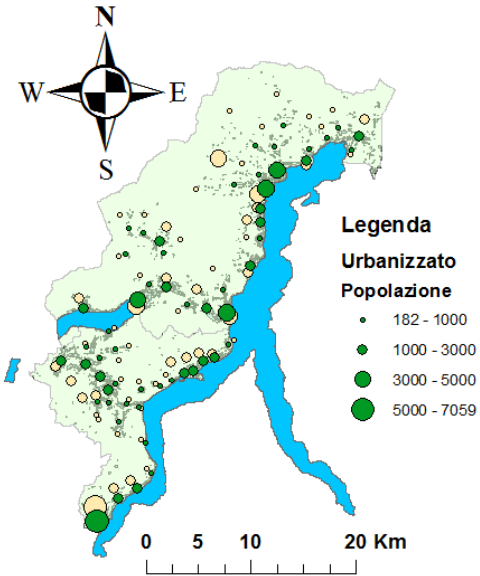 N
W E
S
Legenda
Urbanizzato
Popolazione
182 - 1000
1000 - 3000
3000 - 5000
5000 - 7059
0 5 10 20 Km